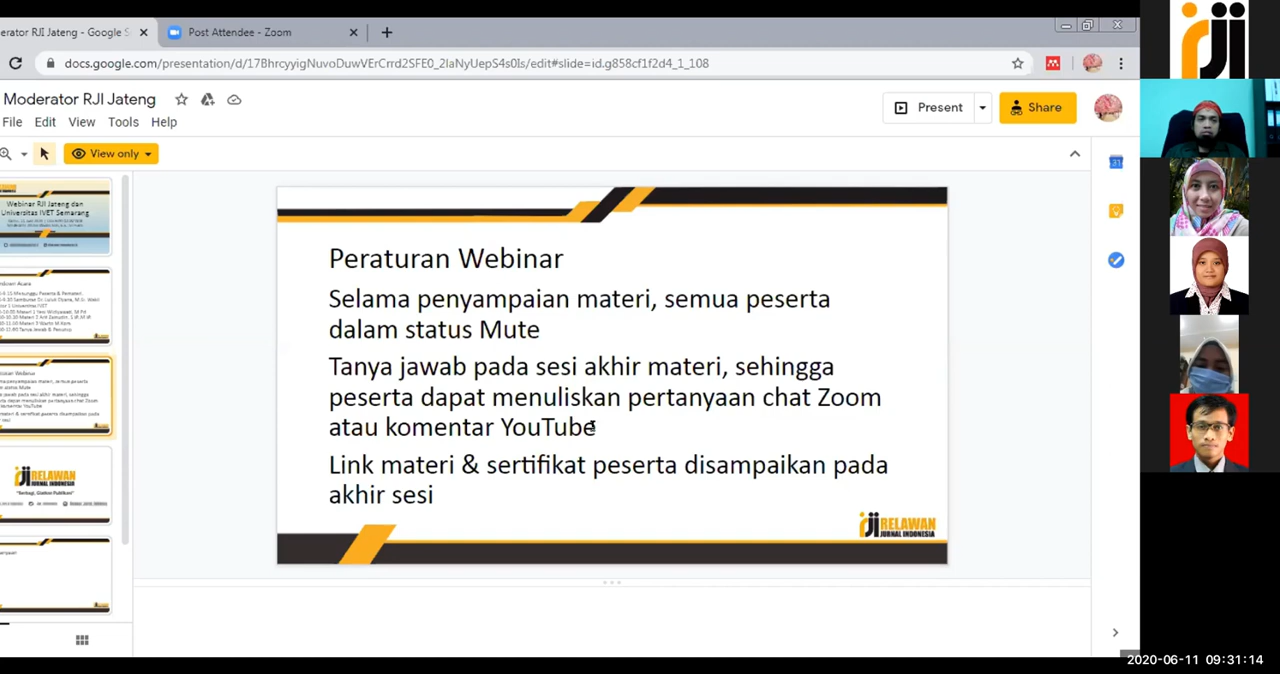 erator RJI Jateng - Google S
Post Attendee - Zoom
docs.google.com/presentation/d/17BhrcyyigNuvoDuwVErCrrd2SFE0_2laNyUepS4s0Is/edit#slide=id.g858cf1f2d4_1_108
Moderator RJI Jateng
File Edit View Tools Help
Present
Share
View only
31
Webinar RJI Jateng dan
Universitas IVET Semarang
Peraturan Webinar
Selama penyampaian materi, semua peserta
dalam status Mute
Tanya jawab pada sesi akhir materi, sehingga
peserta dapat menuliskan pertanyaan chat Zoom
atau komentar YouTube
Link materi & sertifikat peserta disampaikan pada
akhir sesi
RELAWAN
JURNAL INDONESIA
RELAWAN
JURNAL INDONESIA
2020-06-11 09:31:14